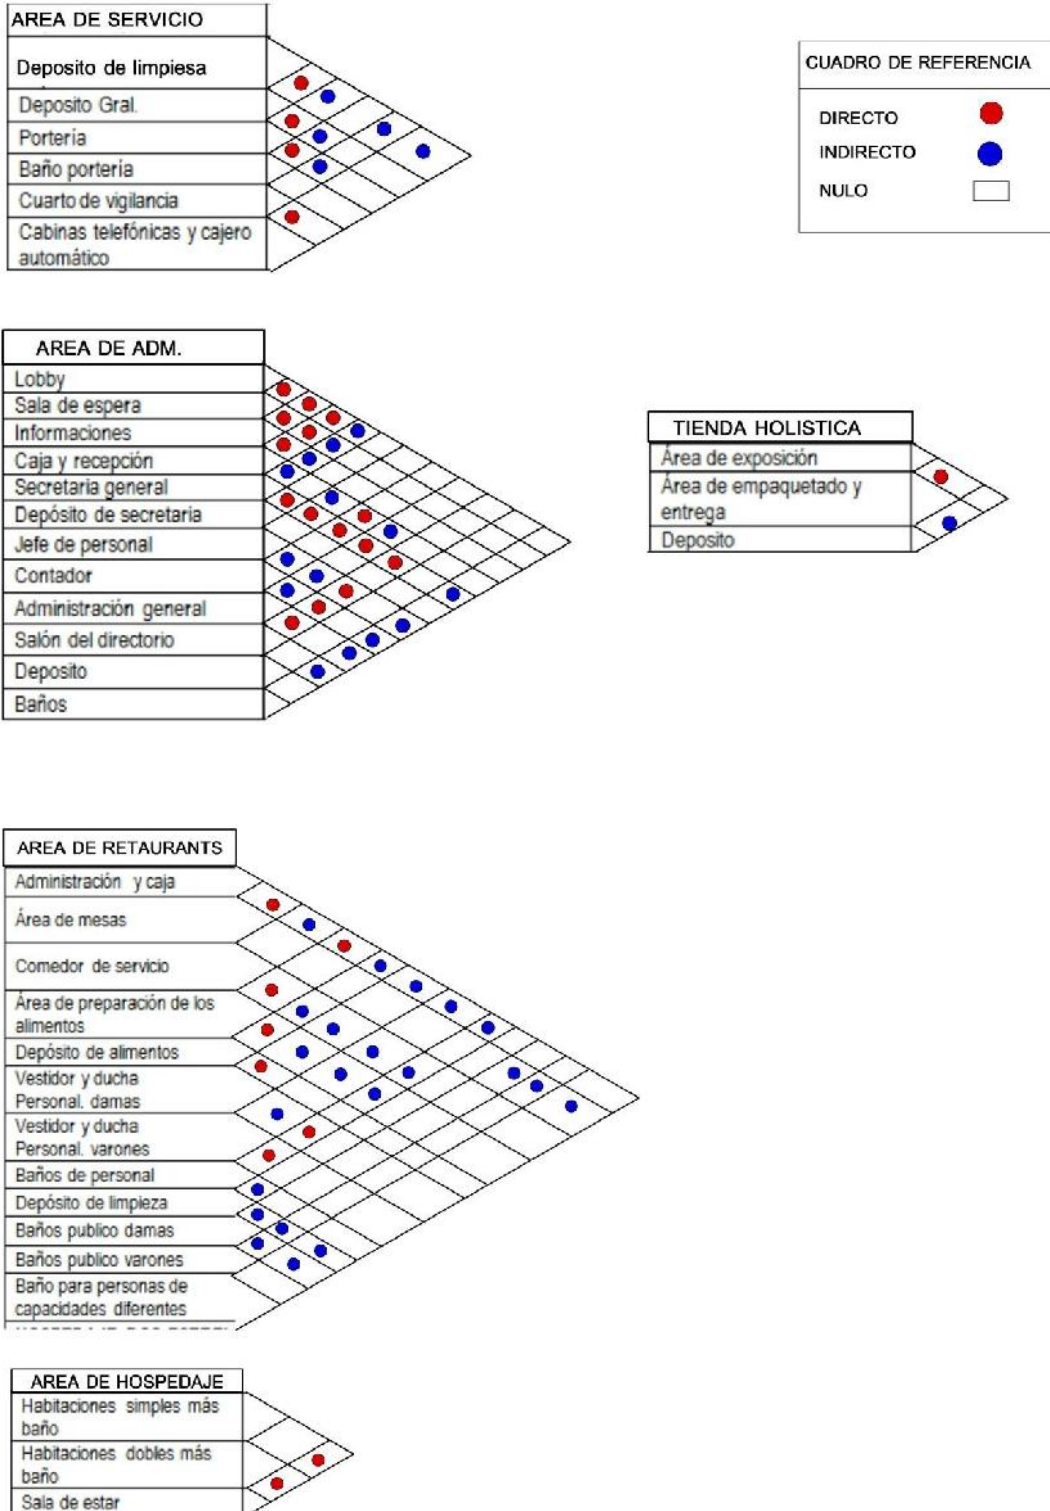 AREA DE SERVICIO
Deposito de limpiesa
Deposito Gral.
Portería
Baño portería
Cuarto de vigilancia
Cabinas telefónicas y cajero
automático
CUADRO DE REFERENCIA
DIRECTO
INDIRECTO
NULO
AREA DE ADM.
Lobby
Sala de espera
Informaciones
Caja y recepción
Secretaria general
Depósito de secretaria
Jefe de personal
Contador
Administración general
Salón del directorio
Deposito
Baños
TIENDA HOLISTICA
Área de exposición
Área de empaquetado y
entrega
Deposito
AREA DE RETAURANTS
Administración y caja
Área de mesas
Comedor de servicio
Área de preparación de los
alimentos
Depósito de alimentos
Vestidor y ducha
Personal. damas
Vestidor y ducha
Personal. varones
Baños de personal
Depósito de limpieza
Baños publico damas
Baños publico varones
Baño para personas de
capacidades diferentes
AREA DE HOSPEDAJE
Habitaciones simples más
baño
Habitaciones dobles más
baño
Sala de estar